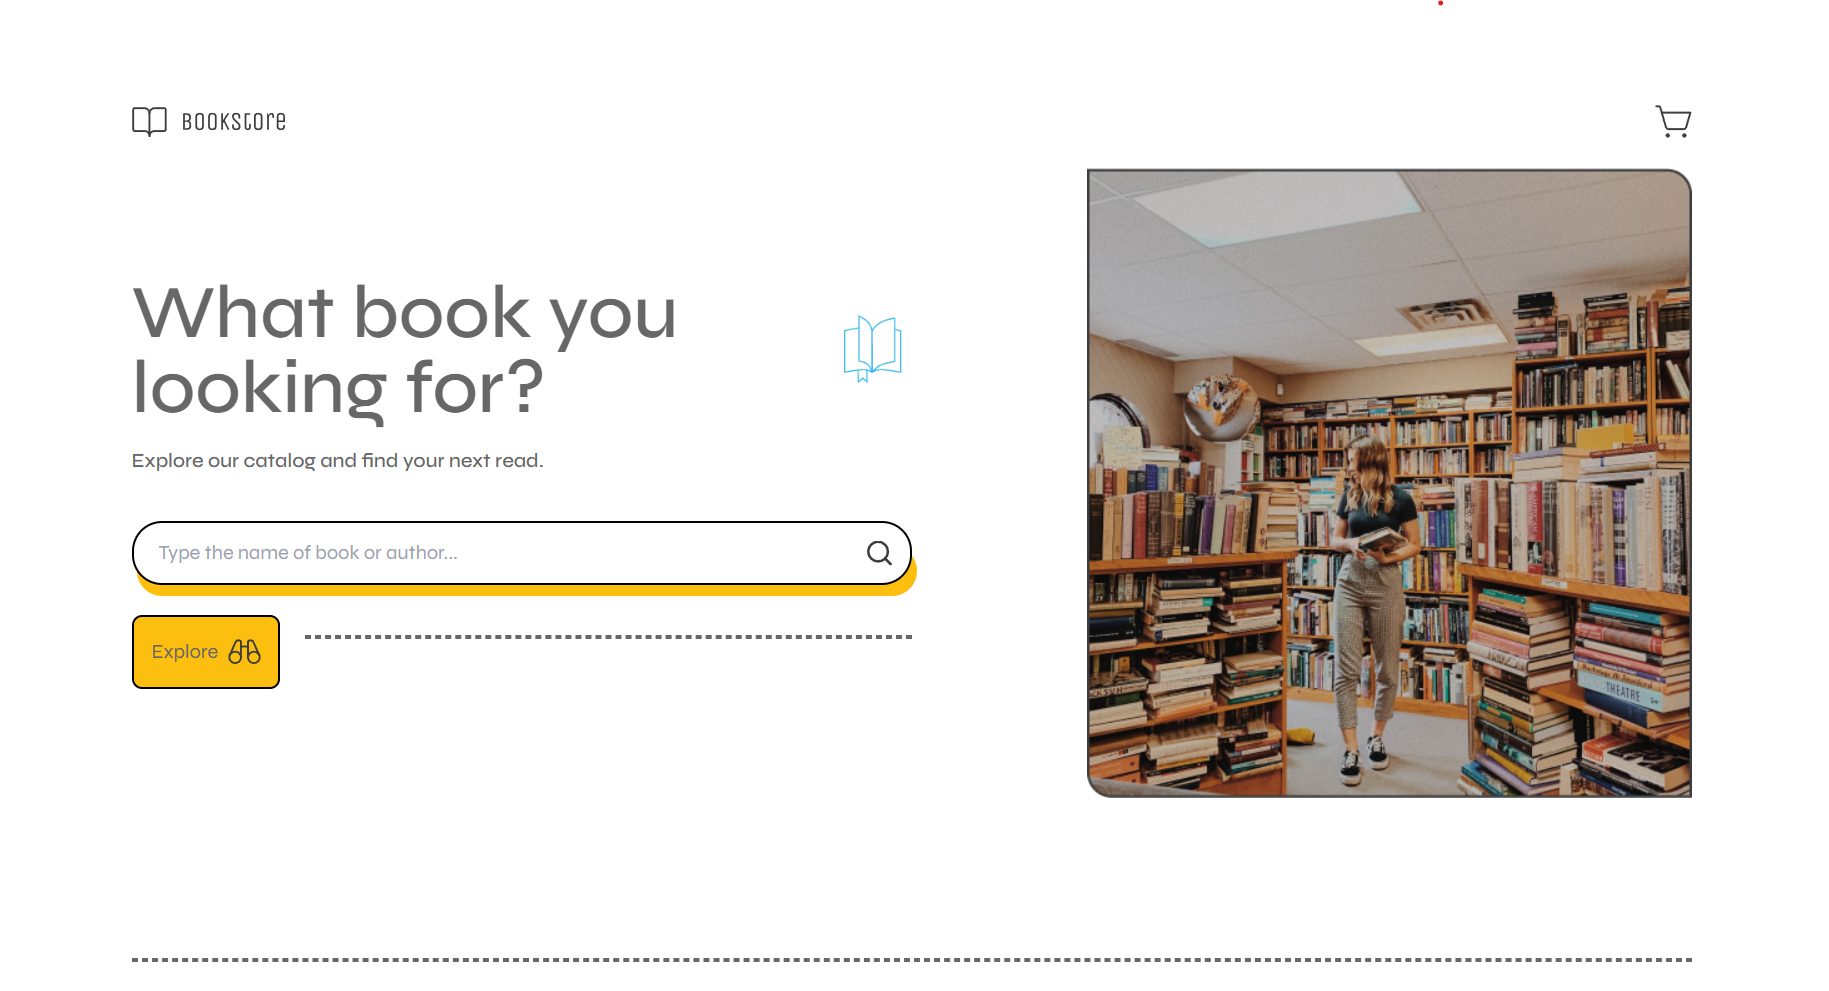 BOOKSTORE
What book you
looking for?
Explore our catalog and find your next read.
Type the name of book or author...
Explore
THEATRE